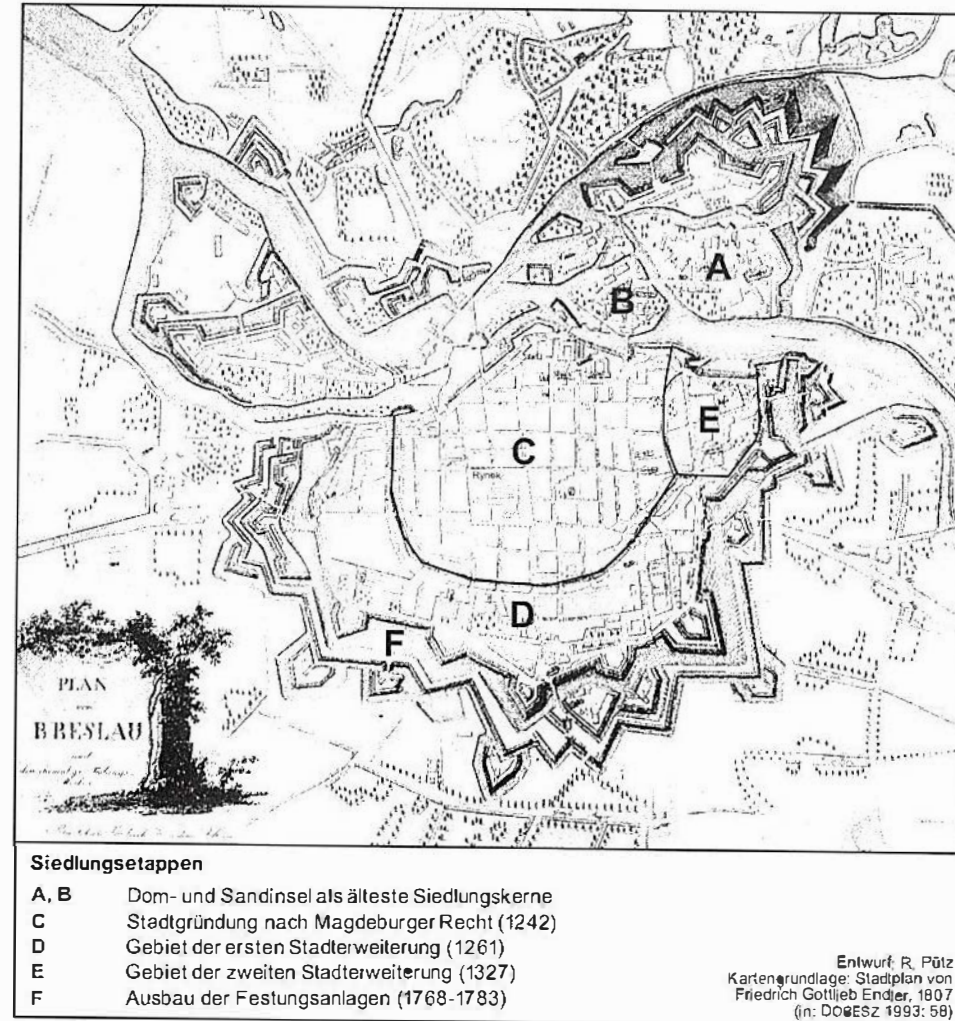 A
B
E
C
Rynek
D
F
PLAN
von
BRESLAU
Siedlungsetappen
A, B Dom- und Sandinsel als älteste Siedlungskerne
C Stadtgründung nach Magdeburger Recht (1242)
D Gebiet der ersten Stadterweiterung (1261)
E Gebiet der zweiten Stadterweiterung (1327)
F Ausbau der Festungsanlagen (1768-1783)
Entwurf: R. Pütz
Kartengrundlage: Stadtplan von
Friedrich Gottlieb Endler, 1807
(in: DOBESZ 1993: 58)